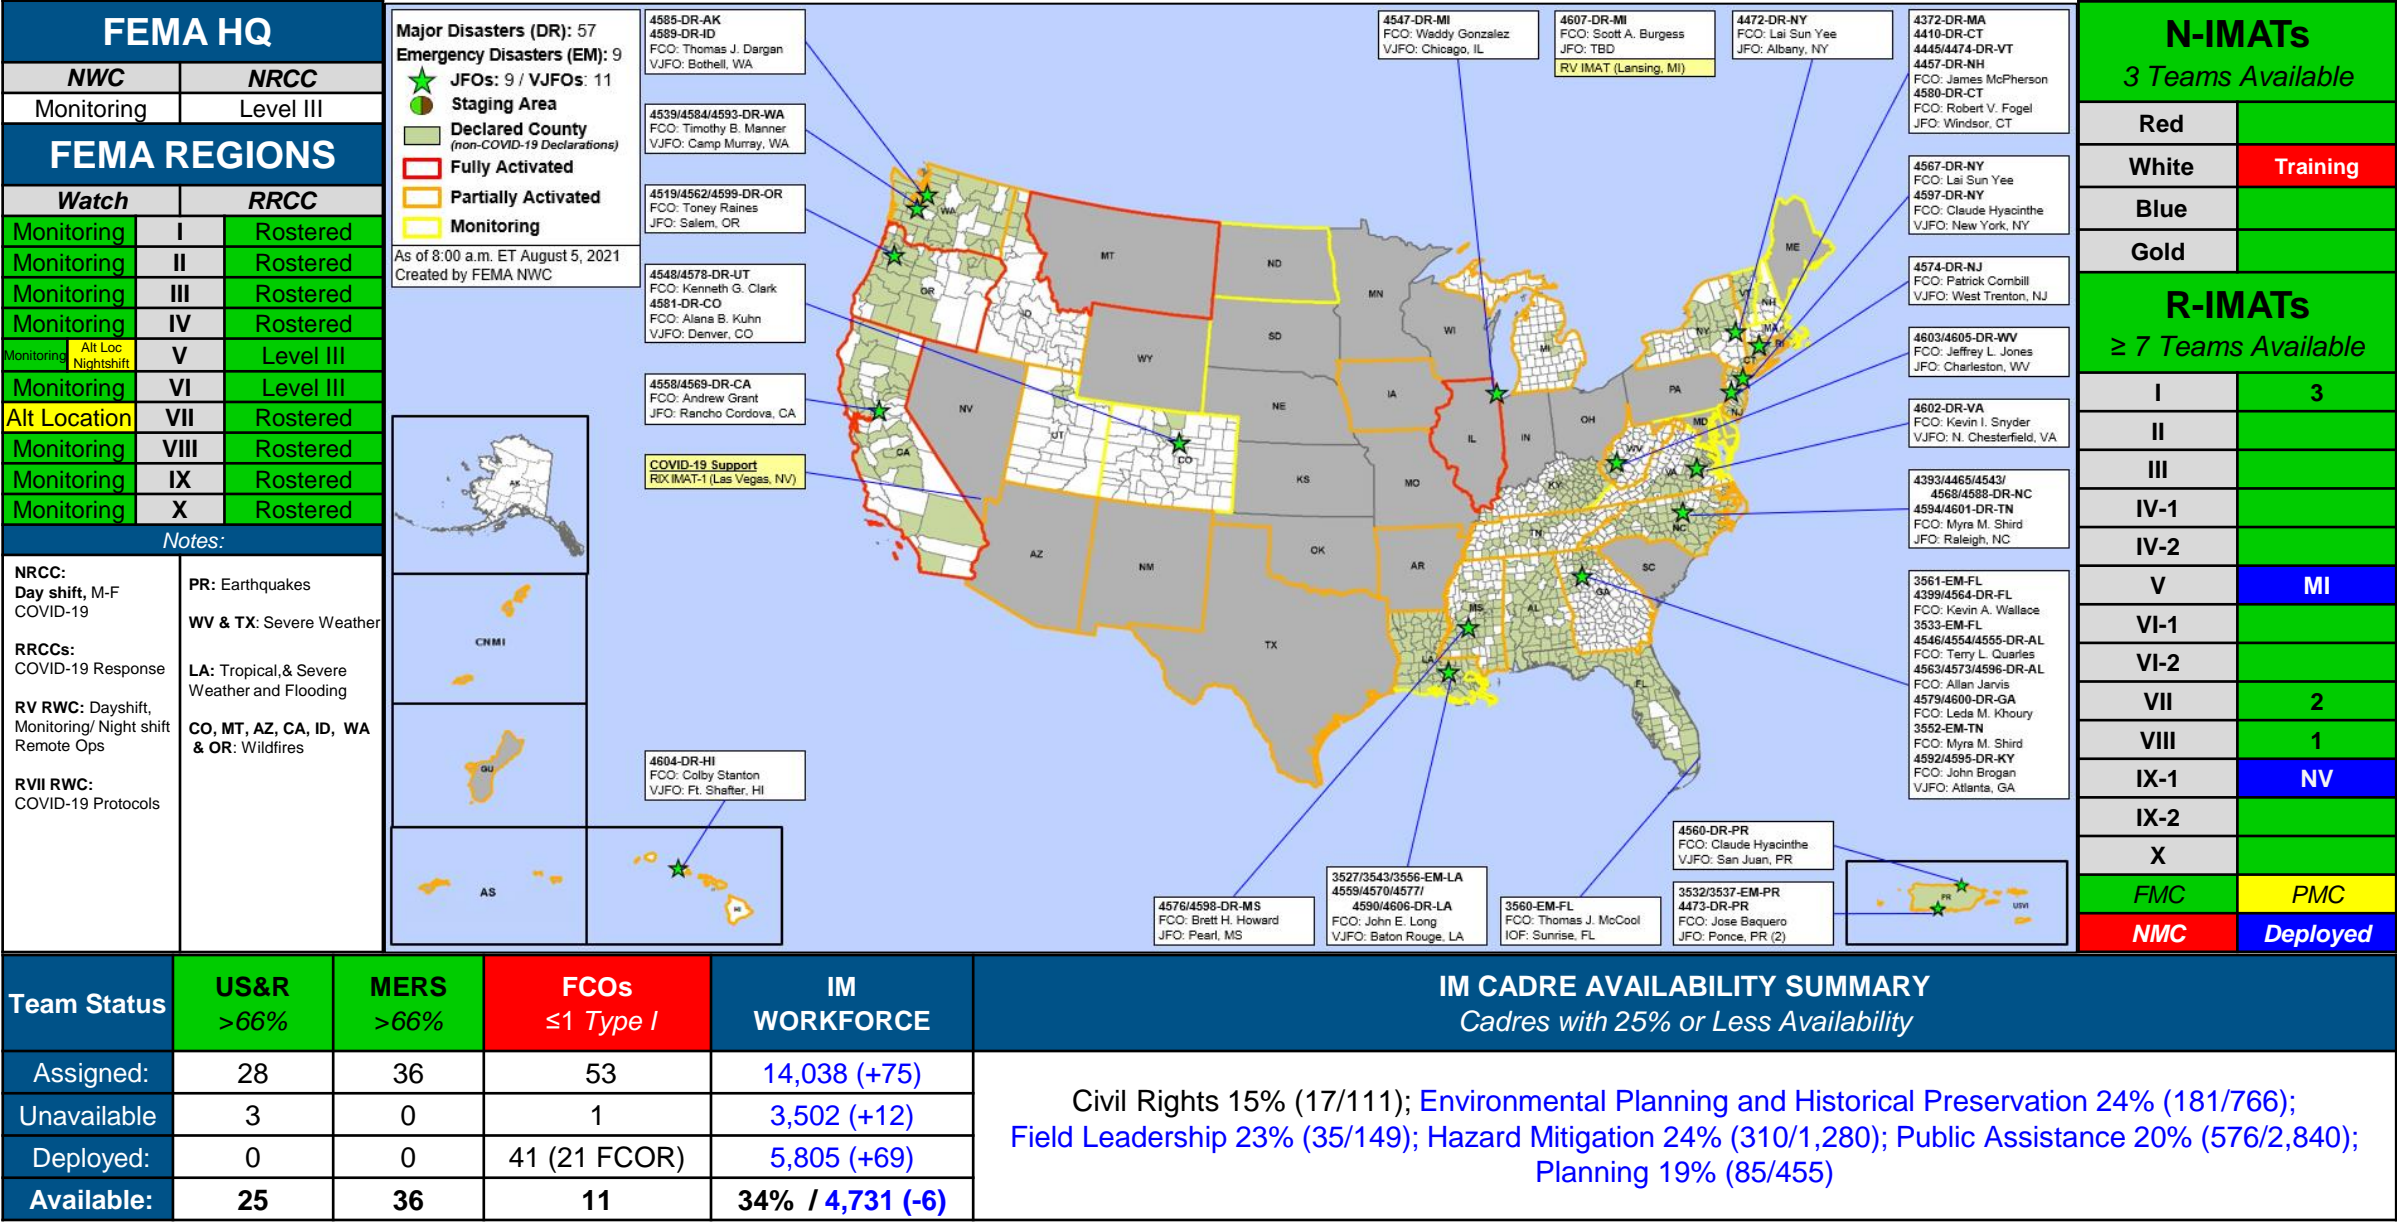 FEMA HQ
NWC NRCC
Monitoring Level III
FEMA REGIONS
Watch RRCC
Monitoring I Rostered
Monitoring II Rostered
Monitoring III Rostered
Monitoring IV Rostered
Monitoring Alt Loc Nightshift V Level III
Monitoring VI Level III
Alt Location VII Rostered
Monitoring VIII Rostered
Monitoring IX Rostered
Monitoring X Rostered
Notes:
NRCC:
Day shift, M-F
COVID-19
RRCCs:
COVID-19 Response
RV RWC: Dayshift,
Monitoring/ Night shift
Remote Ops
RVII RWC:
COVID-19 Protocols
PR: Earthquakes
WV & TX: Severe Weather
LA: Tropical,& Severe
Weather and Flooding
CO, MT, AZ, CA, ID, WA
& OR: Wildfires
Major Disasters (DR): 57
Emergency Disasters (EM): 9
JFOs: 9 / VJFOs: 11
Staging Area
Declared County
(non-COVID-19 Declarations)
Fully Activated
Partially Activated
Monitoring
As of 8:00 a.m. ET August 5, 2021
Created by FEMA NWC
4585-DR-AK
4589-DR-ID
FCO: Thomas J. Dargan
VJFO: Bothell, WA
4539/4584/4593-DR-WA
FCO: Timothy B. Manner
VJFO: Camp Murray, WA
4519/4562/4599-DR-OR
FCO: Toney Raines
JFO: Salem, OR
4548/4578-DR-UT
FCO: Kenneth G. Clark
4581-DR-CO
FCO: Alana B. Kuhn
VJFO: Denver, CO
4558/4569-DR-CA
FCO: Andrew Grant
JFO: Rancho Cordova, CA
COVID-19 Support
RIX IMAT-1 (Las Vegas, NV)
4604-DR-HI
FCO: Colby Stanton
VJFO: Ft. Shafter, HI
4547-DR-MI
FCO: Waddy Gonzalez
VJFO: Chicago, IL
4607-DR-MI
FCO: Scott A. Burgess
JFO: TBD
RV IMAT (Lansing, MI)
4472-DR-NY
FCO: Lai Sun Yee
JFO: Albany, NY
4372-DR-MA
4410-DR-CT
4445/4474-DR-VT
4457-DR-NH
FCO: James McPherson
4580-DR-CT
FCO: Robert V. Fogel
JFO: Windsor, CT
4567-DR-NY
FCO: Lai Sun Yee
4597-DR-NY
FCO: Claude Hyacinthe
VJFO: New York, NY
4574-DR-NJ
FCO: Patrick Cornbill
VJFO: West Trenton, NJ
4603/4605-DR-WV
FCO: Jeffrey L. Jones
JFO: Charleston, WV
4602-DR-VA
FCO: Kevin I. Snyder
VJFO: N. Chesterfield, VA
4393/4465/4543/
4568/4588-DR-NC
4594/4601-DR-TN
FCO: Myra M. Shird
JFO: Raleigh, NC
3561-EM-FL
4399/4564-DR-FL
FCO: Kevin A. Wallace
3533-EM-FL
4546/4554/4555-DR-AL
FCO: Terry L. Quarles
4563/4573/4596-DR-AL
FCO: Allan Jarvis
4579/4600-DR-GA
FCO: Leda M. Khoury
3552-EM-TN
FCO: Myra M. Shird
4592/4595-DR-KY
FCO: John Brogan
VJFO: Atlanta, GA
4560-DR-PR
FCO: Claude Hyacinthe
VJFO: San Juan, PR
3532/3537-EM-PR
4473-DR-PR
FCO: Jose Baquero
JFO: Ponce, PR (2)
4576/4598-DR-MS
FCO: Brett H. Howard
JFO: Pearl, MS
3527/3543/3556-EM-LA
4559/4570/4577/
4590/4606-DR-LA
FCO: John E. Long
VJFO: Baton Rouge, LA
3560-EM-FL
FCO: Thomas J. McCool
IOF: Sunrise, FL
WA
MT
ND
MN
ME
OR
ID
SD
WI
MI
NY
VT
NH
MA
RI
CT
WY
NE
IA
PA
NJ
NV
UT
CO
IL
IN
OH
MD
WV
VA
CA
KS
MO
KY
AZ
NM
OK
AR
TN
NC
SC
MS
AL
GA
TX
LA
FL
AK
CNMI
GU
AS
HI
PR
USVI
N-IMATs
3 Teams Available
Red
White Training
Blue
Gold
R-IMATs
≥ 7 Teams Available
I 3
II
III
IV-1
IV-2
V MI
VI-1
VI-2
VII 2
VIII 1
IX-1 NV
IX-2
X
FMC PMC
NMC Deployed
Team Status US&R >66% MERS >66% FCOs ≤1 Type I IM WORKFORCE
Assigned: 28 36 53 14,038 (+75)
Unavailable 3 0 1 3,502 (+12)
Deployed: 0 0 41 (21 FCOR) 5,805 (+69)
Available: 25 36 11 34% / 4,731 (-6)
IM CADRE AVAILABILITY SUMMARY
Cadres with 25% or Less Availability
Civil Rights 15% (17/111); Environmental Planning and Historical Preservation 24% (181/766);
Field Leadership 23% (35/149); Hazard Mitigation 24% (310/1,280); Public Assistance 20% (576/2,840);
Planning 19% (85/455)